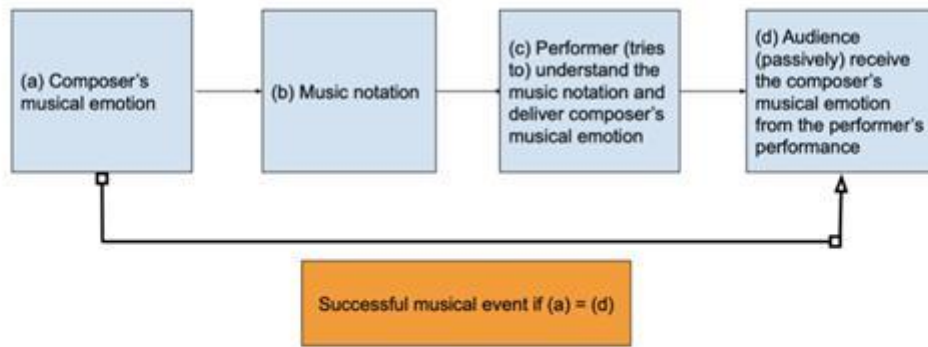 (a) Composer's
musical emotion
(b) Music notation
(c) Performer (tries
to) understand the
music notation and
deliver composer's
musical emotion
(d) Audience
(passively) receive
the composer's
musical emotion
from the performer's
performance
Successful musical event if (a) = (d)